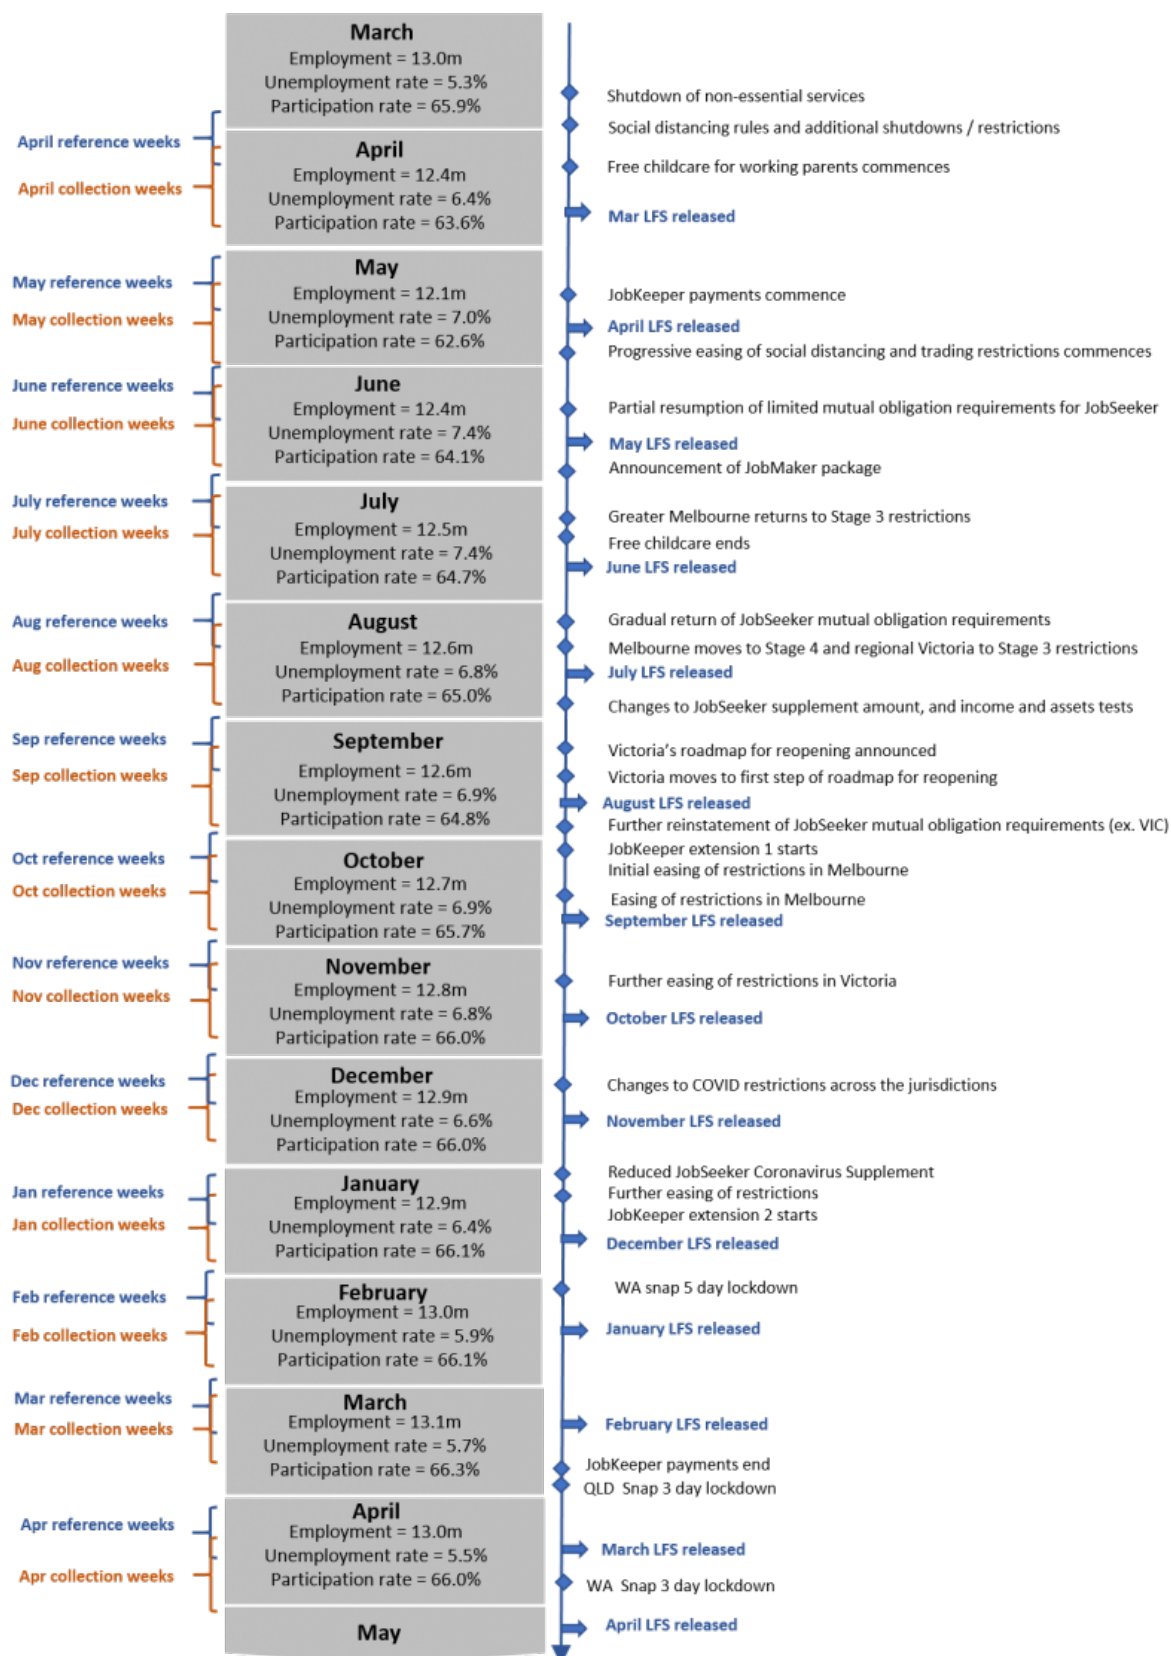 March
Employment = 13.0m
Unemployment rate = 5.3%
Participation rate = 65.9%
Shutdown of non-essential services
Social distancing rules and additional shutdowns / restrictions
April reference weeks
April
Free childcare for working parents commences
Employment = 12.4m
April collection weeks
Unemployment rate = 6.4%
Mar LFS released
Participation rate = 63.6%
May
May reference weeks
Employment = 12.1m
JobKeeper payments commence
May collection weeks
Unemployment rate = 7.0%
April LFS released
Participation rate = 62.6%
Progressive easing of social distancing and trading restrictions commences
June reference weeks
June
Employment = 12.4m
Partial resumption of limited mutual obligation requirements for JobSeeker
June collection weeks
Unemployment rate = 7.4%
May LFS released
Participation rate = 64.1%
Announcement of JobMaker package
July reference weeks
July
Greater Melbourne returns to Stage 3 restrictions
July collection weeks
Employment = 12.5m
Free childcare ends
Unemployment rate = 7.4%
June LFS released
Participation rate = 64.7%
Aug reference weeks
August
Gradual return of JobSeeker mutual obligation requirements
Employment = 12.6m
Melbourne moves to Stage 4 and regional Victoria to Stage 3 restrictions
Aug collection weeks
Unemployment rate = 6.8%
July LFS released
Participation rate = 65.0%
Changes to JobSeeker supplement amount, and income and assets tests
Sep reference weeks
September
Victoria's roadmap for reopening announced
Sep collection weeks
Employment = 12.6m
Victoria moves to first step of roadmap for reopening
Unemployment rate = 6.9%
August LFS released
Participation rate = 64.8%
Further reinstatement of JobSeeker mutual obligation requirements (ex. VIC)
JobKeeper extension 1 starts
Oct reference weeks
October
Initial easing of restrictions in Melbourne
Oct collection weeks
Employment = 12.7m
Easing of restrictions in Melbourne
Unemployment rate = 6.9%
September LFS released
Participation rate = 65.7%
Nov reference weeks
November
Further easing of restrictions in Victoria
Nov collection weeks
Employment = 12.8m
Unemployment rate = 6.8%
October LFS released
Participation rate = 66.0%
Dec reference weeks
December
Changes to COVID restrictions across the jurisdictions
Dec collection weeks
Employment = 12.9m
Unemployment rate = 6.6%
November LFS released
Participation rate = 66.0%
Reduced JobSeeker Coronavirus Supplement
Jan reference weeks
January
Further easing of restrictions
Employment = 12.9m
JobKeeper extension 2 starts
Jan collection weeks
Unemployment rate = 6.4%
December LFS released
Participation rate = 66.1%
Feb reference weeks
February
WA snap 5 day lockdown
Employment = 13.0m
Feb collection weeks
Unemployment rate = 5.9%
January LFS released
Participation rate = 66.1%
Mar reference weeks
March
Employment = 13.1m
February LFS released
Mar collection weeks
Unemployment rate = 5.7%
Participation rate = 66.3%
JobKeeper payments end
QLD Snap 3 day lockdown
Apr reference weeks
April
Employment = 13.0m
Unemployment rate = 5.5%
March LFS released
Apr collection weeks
Participation rate = 66.0%
WA Snap 3 day lockdown
May
April LFS released